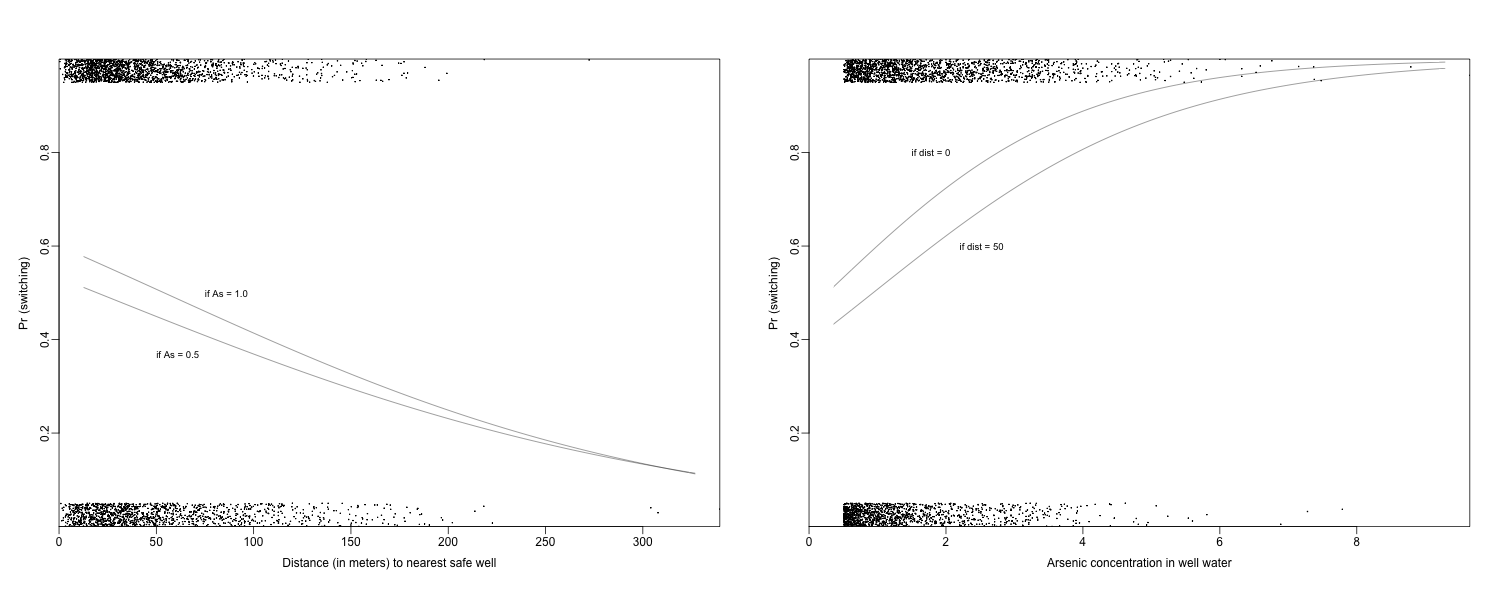 0.8
0.6
0.4
0.2
Pr (switching)
if As = 1.0
if As = 0.5
0 50 100 150 200 250 300
Distance (in meters) to nearest safe well
0.8
0.6
0.4
0.2
Pr (switching)
if dist = 0
if dist = 50
0 2 4 6 8
Arsenic concentration in well water